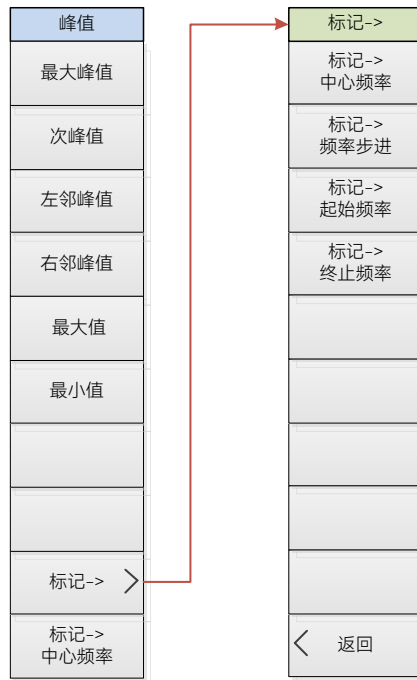 峰值
最大峰值
次峰值
左邻峰值
右邻峰值
最大值
最小值
标记->
标记->
中心频率
标记->
标记->
中心频率
标记->
频率步进
标记->
起始频率
标记->
终止频率
返回